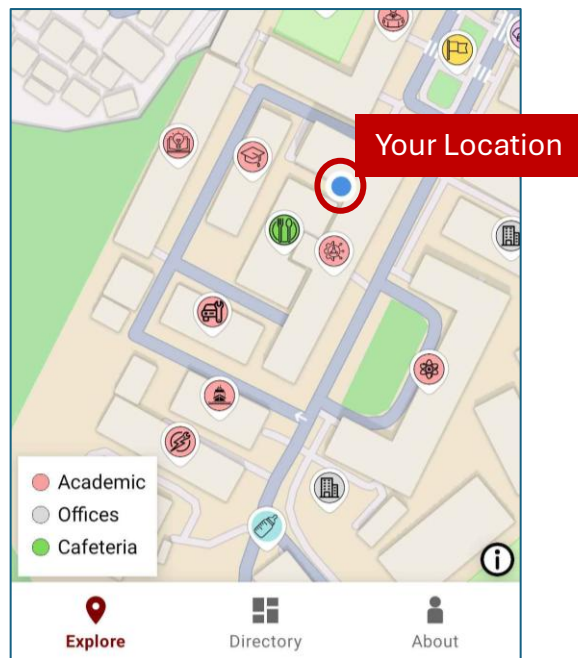 Your Location
Academic
Offices
Cafeteria
Explore
Directory
About